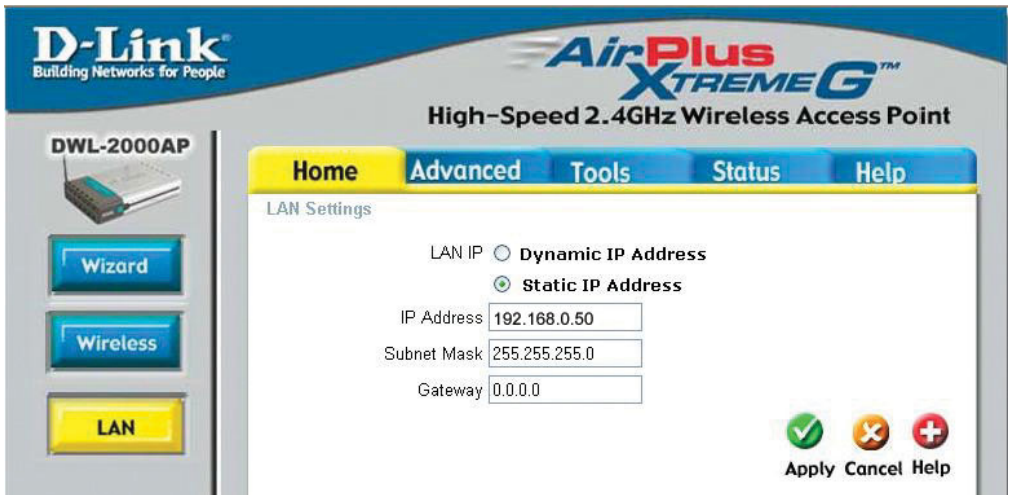 D-Link®
Building Networks for People
AirPlus
XTREME G™
High-Speed 2.4GHz Wireless Access Point
DWL-2000AP
Home Advanced Tools Status Help
LAN Settings
LAN IP Dynamic IP Address
Static IP Address
IP Address 192.168.0.50
Subnet Mask 255.255.255.0
Gateway 0.0.0.0
Wizard
Wireless
LAN
Apply Cancel Help